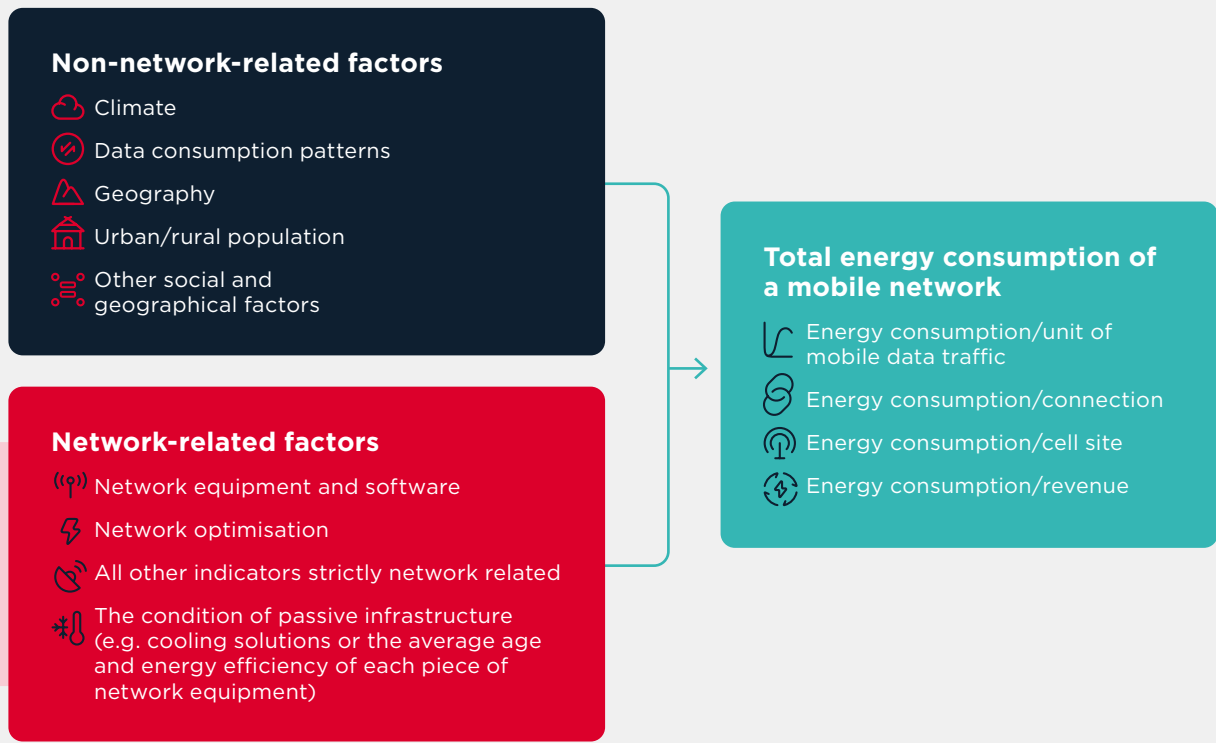 Non-network-related factors
Climate
Data consumption patterns
Geography
Urban/rural population
Other social and
geographical factors
Network-related factors
Network equipment and software
Network optimisation
All other indicators strictly network related
The condition of passive infrastructure
(e.g. cooling solutions or the average age
and energy efficiency of each piece of
network equipment)
Total energy consumption of
a mobile network
Energy consumption/unit of
mobile data traffic
Energy consumption/connection
Energy consumption/cell site
Energy consumption/revenue